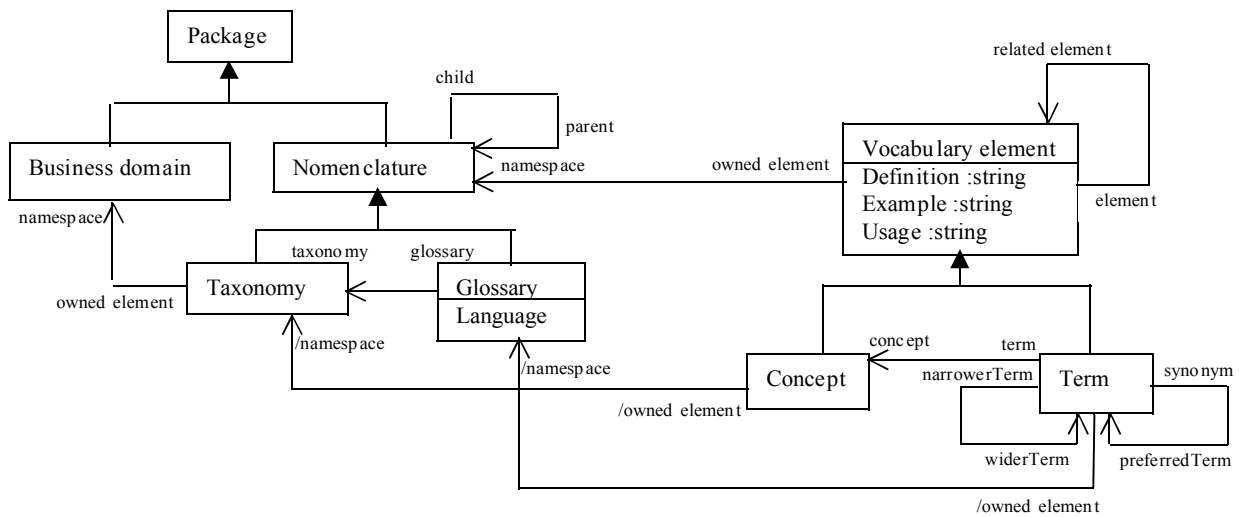 Package
related element
child
parent
Business domain
Nomenclature
namespace
owned element
Vocabulary element
Definition :string
Example :string
Usage :string
element
namespace
taxonomy
glossary
owned element
Taxonomy
Glossary
Language
/namespace
/namespace
concept
term
Concept
narrowerTerm
Term
synonym
/owned element
widerTerm
preferredTerm
/owned element